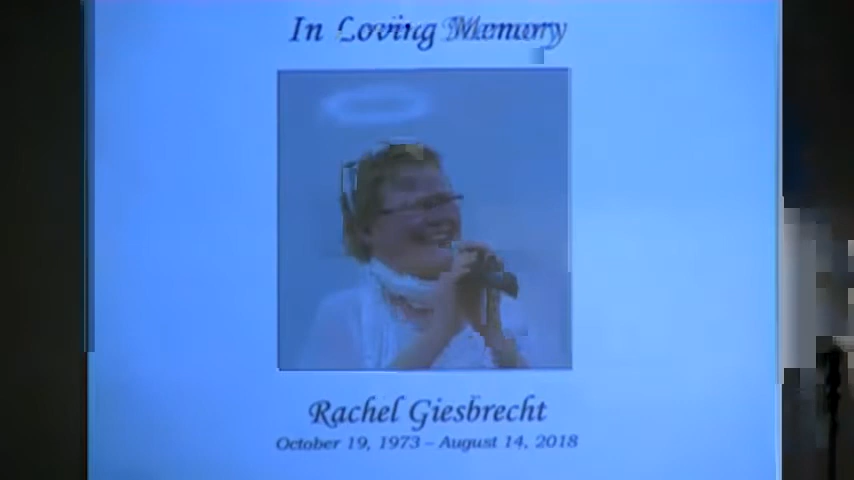 In Loving Memory
Rachel Giesbrecht
October 19, 1973 – August 14, 2018